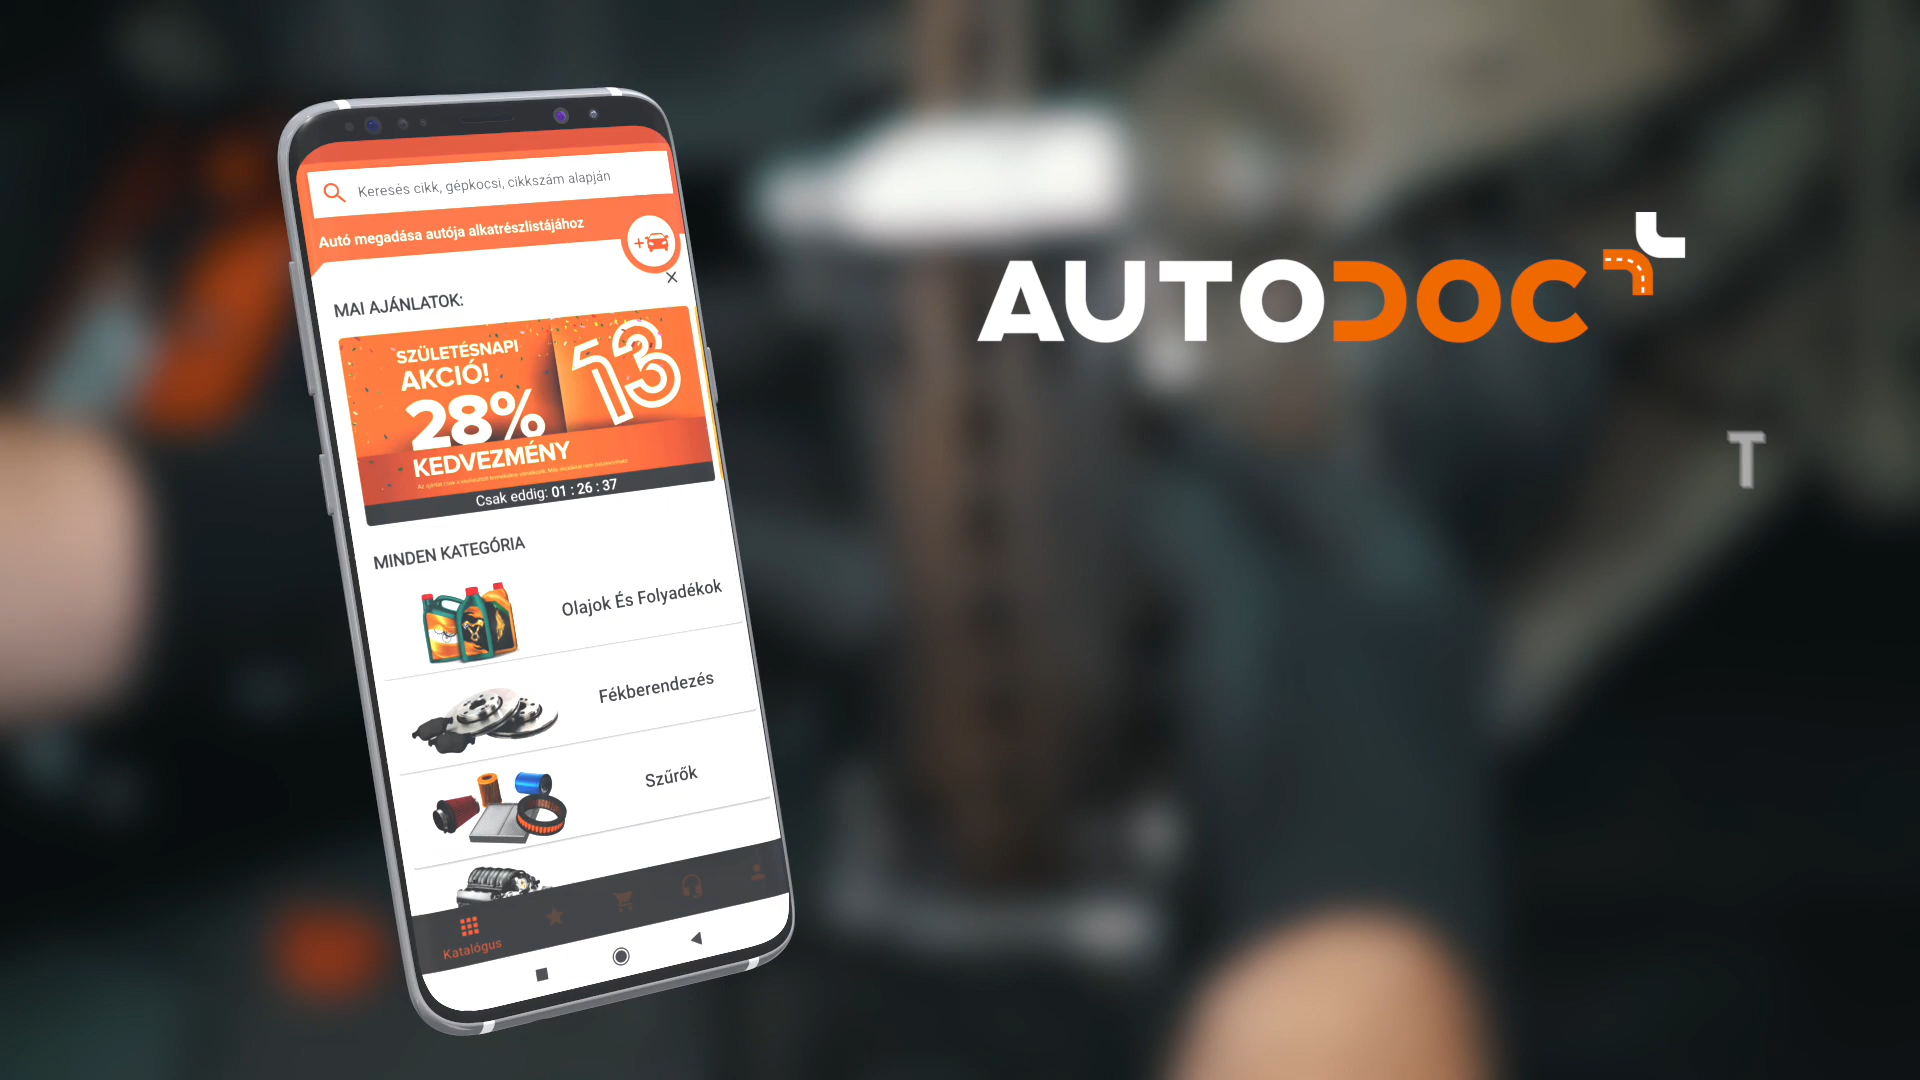 Keresés cikk, gépkocsi, cikkszám alapján
Autó megadása autója alkatrészlistájához
MAI AJÁNLATOK:
SZÜLETÉSNAPI
AKCIÓ!
28%
KEDVEZMÉNY
13
Csak eddig: 01 : 26 : 37
MINDEN KATEGÓRIA
Olajok És Folyadékok
Fékberendezés
Szűrők
Katalógus
AUTODOC
T